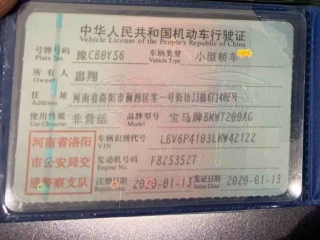 中华人民共和国机动车行驶证
Vehicle License of the People's Republic of China
号牌号码 豫CB0Y56 车辆类型 小型轿车
Plate No. Vehicle Type
所有人 惠翔
Owner
住址 河南省洛阳市
Address
使用性质 非营运 品牌型号 宝马牌BMW7200AG
Use Character Model
河南省洛阳
市公安局交
通警察支队
车辆识别代号 LBV6P4103LMW42122
VIN
发动机号码 F8253527
Engine No.
注册日期 2020-01-13 发证日期 2020-01-13
Register Date Issue Date